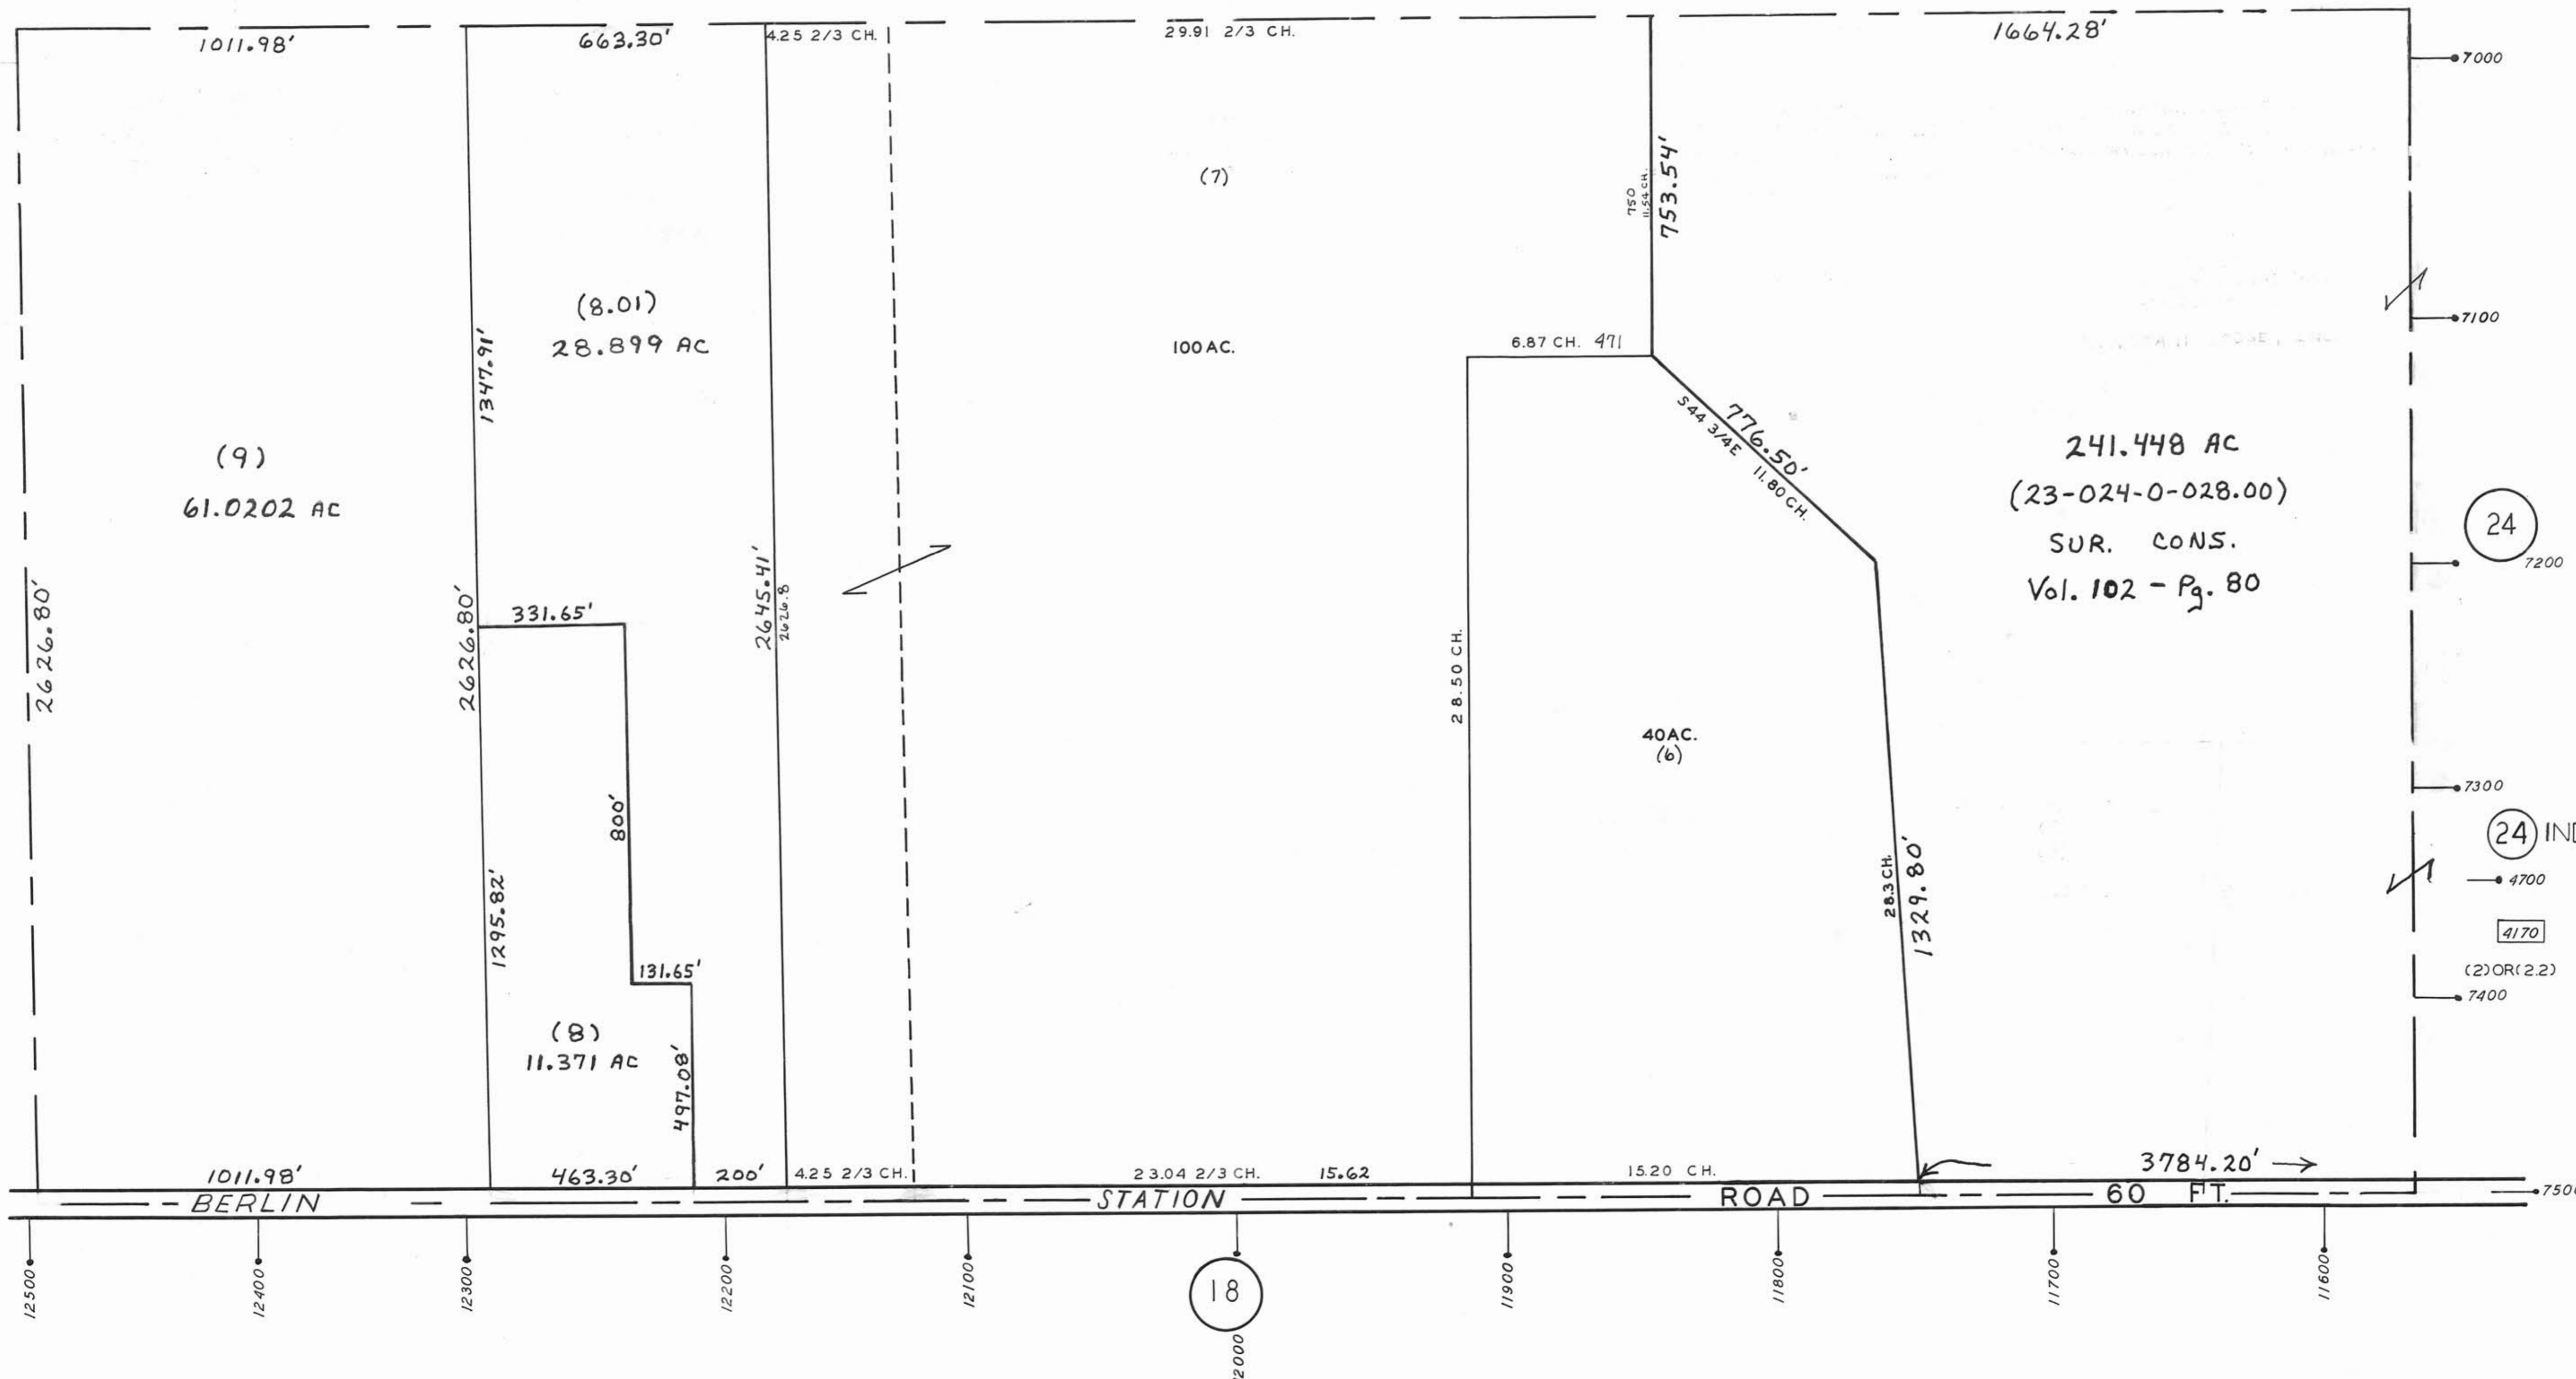 1011.98'
663.30'
4.25 2/3 CH.
29.91 2/3 CH.
1664.28'
7000
(7)
750
11.54 CH.
753.54'
(8.01)
28.899 AC
1347.91'
100 AC.
6.87 CH. 471
7100
776.50'
S44 3/4E 11.80 CH.
(9)
61.0202 AC
241.448 AC
(23-024-0-028.00)
SUR. CONS.
Vol. 102 - Pg. 80
24
7200
2626.80'
2626.80'
331.65'
2645.41'
2626.8
28.50 CH.
40AC.
(6)
800'
7300
24
4700
4170
(2)OR(2.2)
7400
1295.82'
131.65'
28.3 CH.
1329.80'
(8)
11.371 AC
497.08'
1011.98'
463.30'
200'
4.25 2/3 CH.
23.04 2/3 CH.
15.62
15.20 CH.
3784.20'
BERLIN STATION ROAD 60 FT.
12500
12400
12300
12200
12100
18
11900
11800
11700
11600